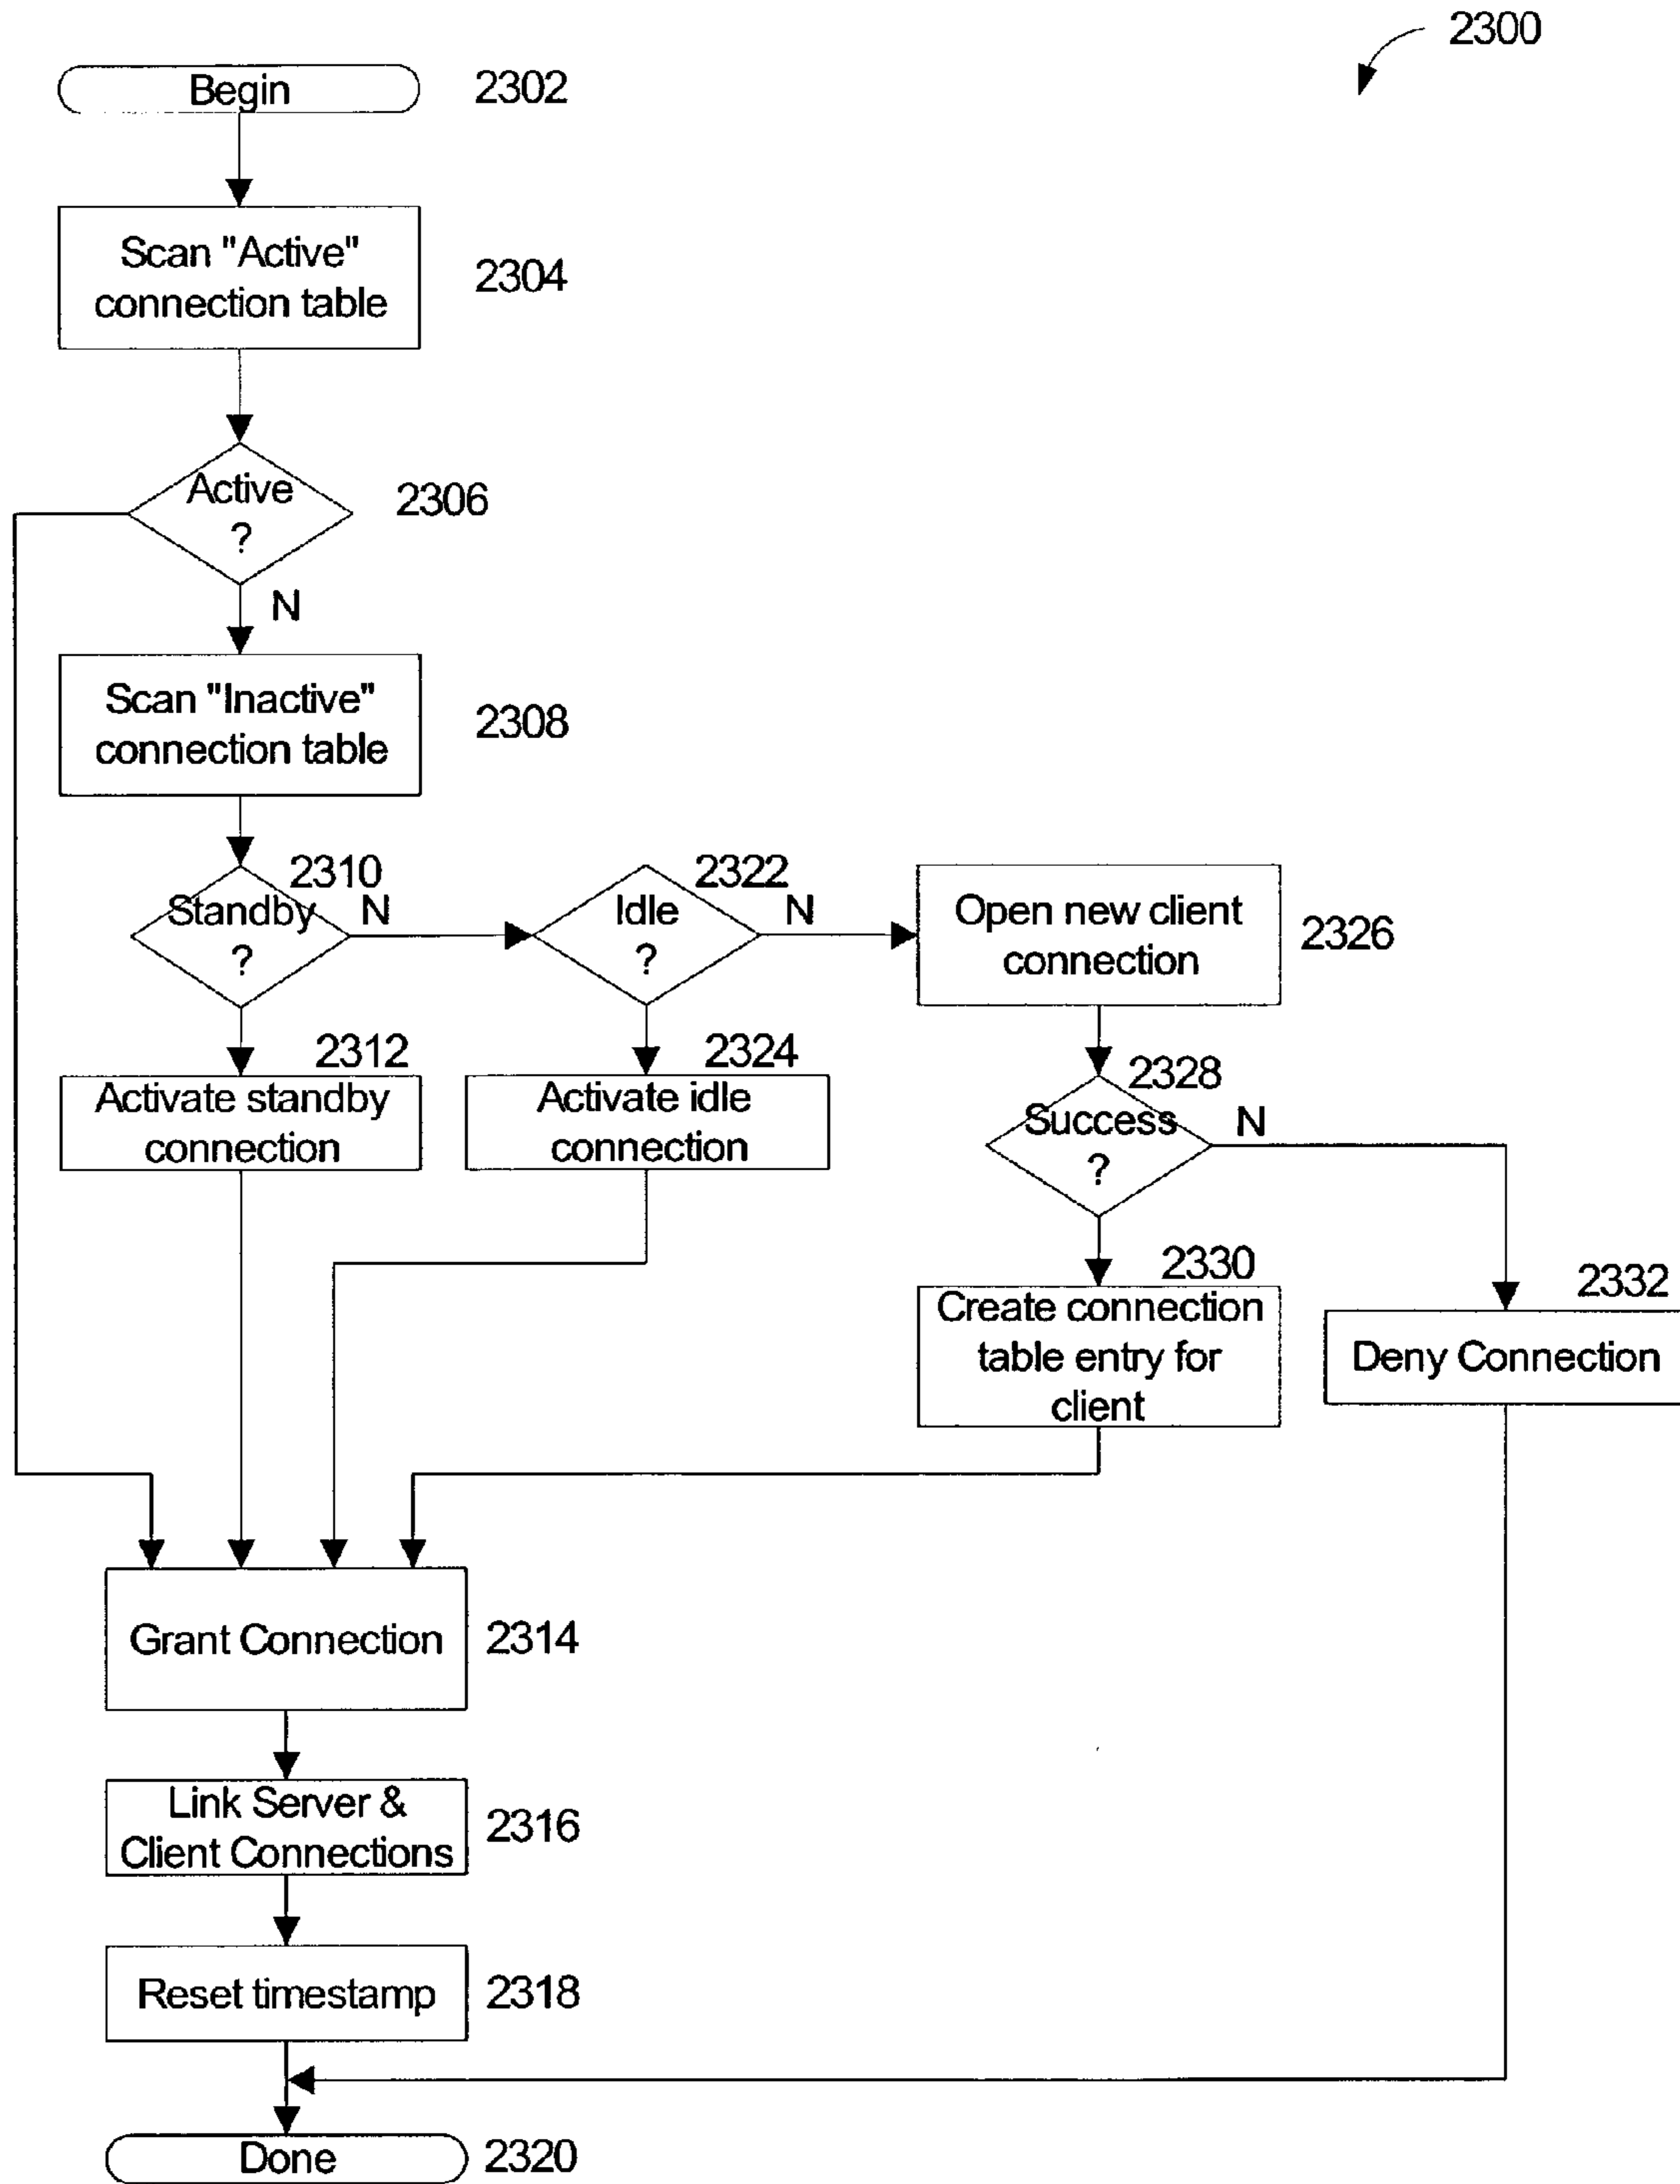 2300
Begin
2302
Scan "Active"
connection table
2304
Active
?
2306
N
Scan "Inactive"
connection table
2308
2310
Standby
?
N
2322
Idle
?
N
Open new client
connection
2326
2312
Activate standby
connection
2324
Activate idle
connection
2328
Success
?
N
2330
Create connection
table entry for
client
2332
Deny Connection
Grant Connection
2314
Link Server &
Client Connections
2316
Reset timestamp
2318
Done
2320